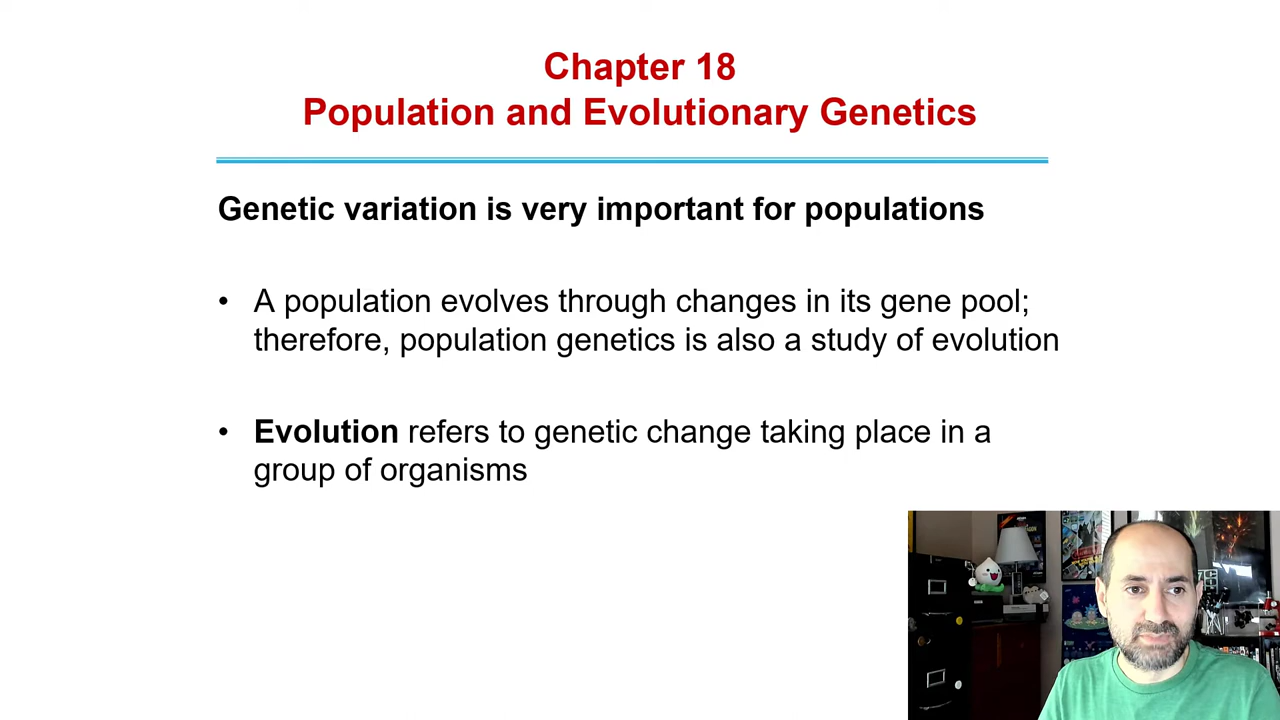 Chapter 18
Population and Evolutionary Genetics
Genetic variation is very important for populations
• A population evolves through changes in its gene pool;
therefore, population genetics is also a study of evolution
• Evolution refers to genetic change taking place in a
group of organisms